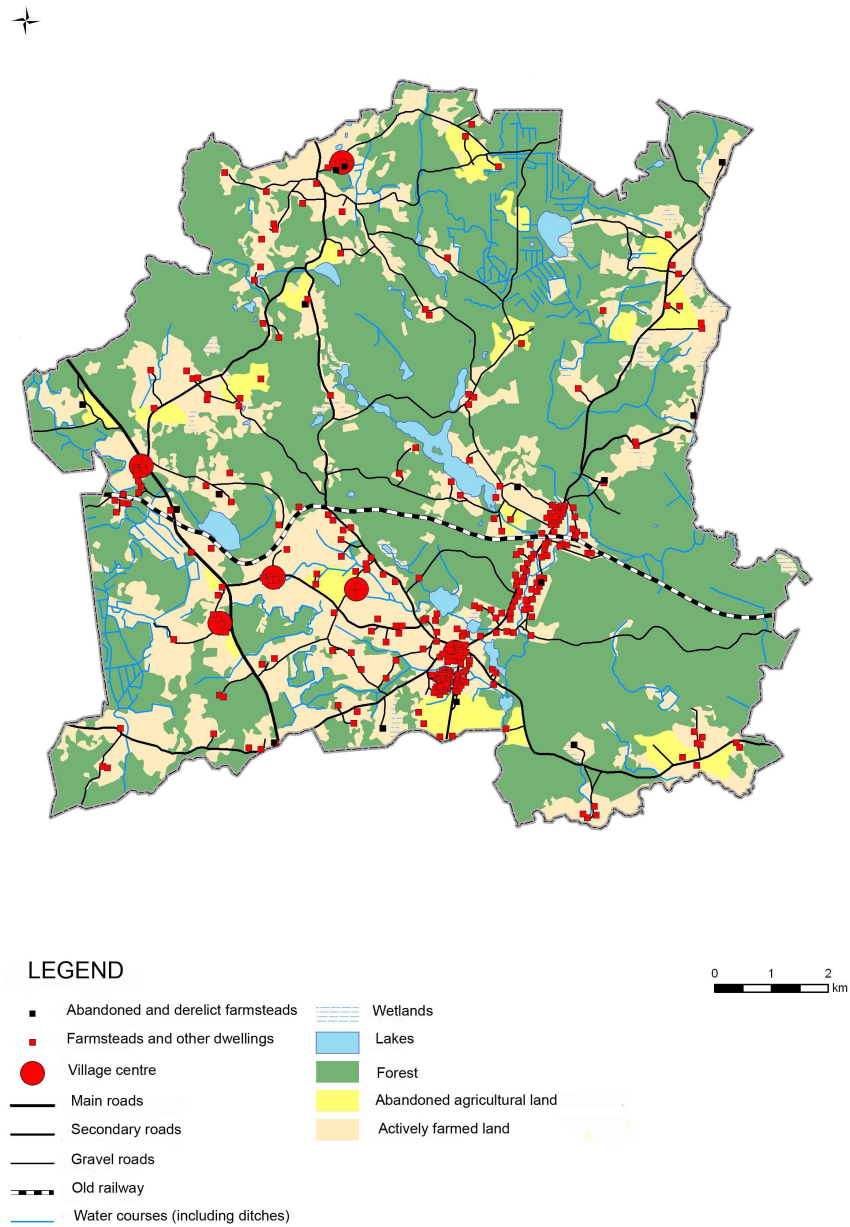 LEGEND
Abandoned and derelict farmsteads
Farmsteads and other dwellings
Village centre
Main roads
Secondary roads
Gravel roads
Old railway
Water courses (including ditches)
Wetlands
Lakes
Forest
Abandoned agricultural land
Actively farmed land
0 1 2
km